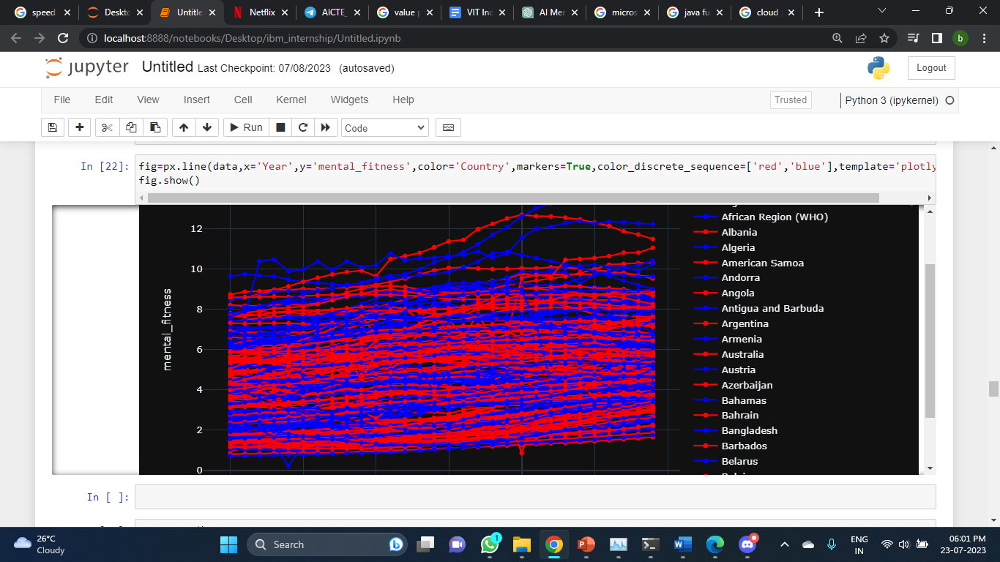 speed
Deskto
Untitle
Netflix
AICTE_
value p
VIT Ind
AI Mer
micros
java fu
cloud p
localhost:8888/notebooks/Desktop/ibm_internship/Untitled.ipynb
b
jupyter Untitled Last Checkpoint: 07/08/2023 (autosaved)
Logout
File Edit View Insert Cell Kernel Widgets Help
Trusted Python 3 (ipykernel)
Run Code
In [22]: fig=px.line(data,x='Year',y='mental_fitness',color='Country',markers=True,color_discrete_sequence=['red','blue'],template='plotly
fig.show()
12
10
8
6
4
2
0
mental_fitness
African Region (WHO)
Albania
Algeria
American Samoa
Andorra
Angola
Antigua and Barbuda
Argentina
Armenia
Australia
Austria
Azerbaijan
Bahamas
Bahrain
Bangladesh
Barbados
Belarus
In [ ]:
26°C
Cloudy
Search
1
ENG
IN
06:01 PM
23-07-2023